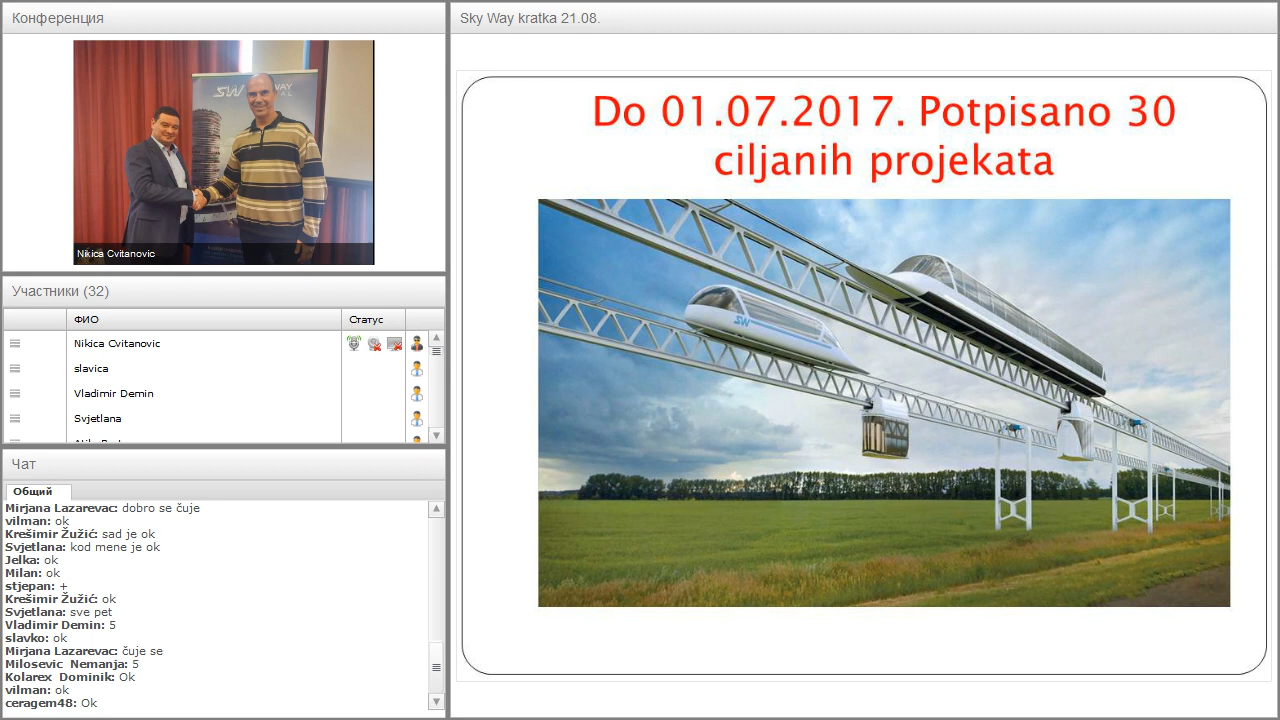 Конференция
Nikica Cvitanovic
Участники (32)
ФИО
Статус
Nikica Cvitanovic
slavica
Vladimir Demin
Svjetlana
Чат
Общий
Mirjana Lazarevac: dobro se čuje
vilman: ok
Krešimir Žužić: sad je ok
Svjetlana: kod mene je ok
Jelka: ok
Milan: ok
stjepan: +
Krešimir Žužić: ok
Svjetlana: sve pet
Vladimir Demin: 5
slavko: ok
Mirjana Lazarevac: čuje se
Milosevic Nemanja: 5
Kolarex Dominik: Ok
vilman: ok
ceragem48: Ok
Sky Way kratka 21.08.
Do 01.07.2017. Potpisano 30
ciljanih projekata
SW